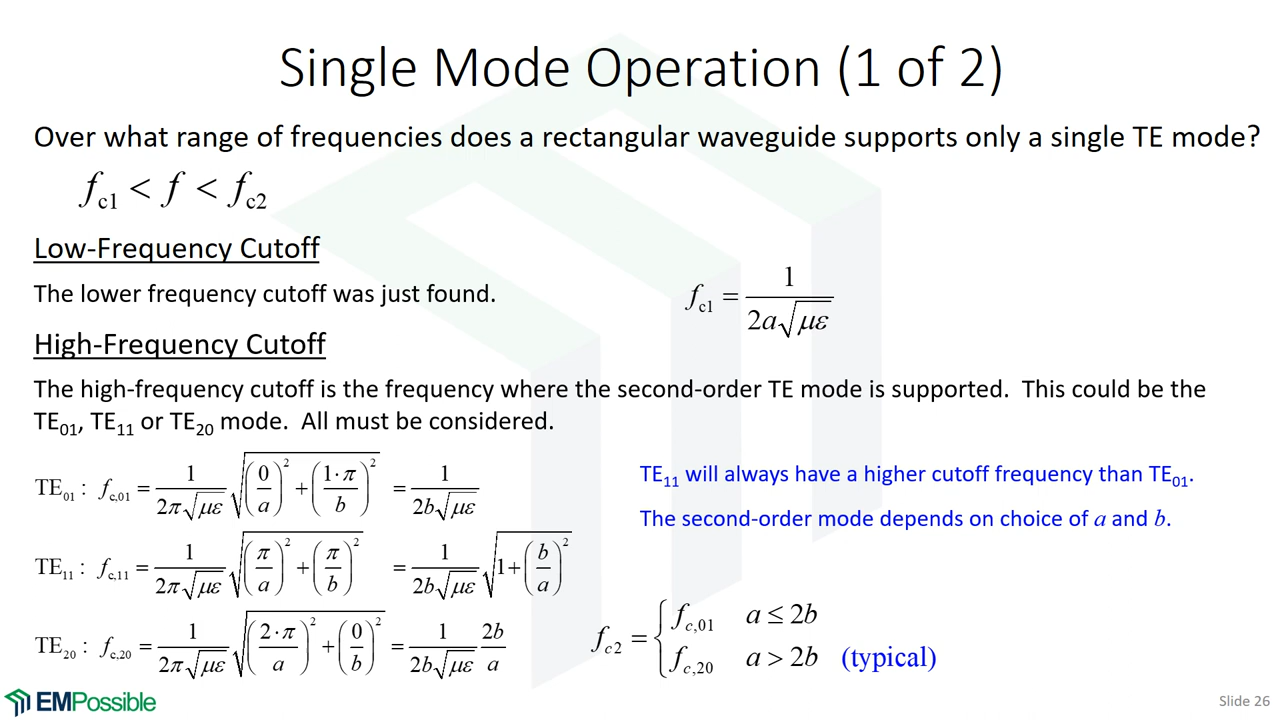 Single Mode Operation (1 of 2)
Over what range of frequencies does a rectangular waveguide supports only a single TE mode?
f_c1 < f < f_c2
Low-Frequency Cutoff
The lower frequency cutoff was just found.
f_c1 = 1 / (2a√(με))
High-Frequency Cutoff
The high-frequency cutoff is the frequency where the second-order TE mode is supported. This could be the
TE₀₁, TE₁₁ or TE₂₀ mode. All must be considered.
TE₀₁ : f_c,01 = 1/(2π√(με)) √((0/a)² + (1·π/b)²) = 1/(2b√(με))
TE₁₁ will always have a higher cutoff frequency than TE₀₁.
The second-order mode depends on choice of a and b.
TE₁₁ : f_c,11 = 1/(2π√(με)) √((π/a)² + (π/b)²) = 1/(2b√(με)) √(1+(b/a)²)
TE₂₀ : f_c,20 = 1/(2π√(με)) √((2·π/a)² + (0/b)²) = 1/(2b√(με)) 2b/a
f_c2 = { f_c,01 a ≤ 2b
f_c,20 a > 2b (typical)
EMPossible
Slide 26